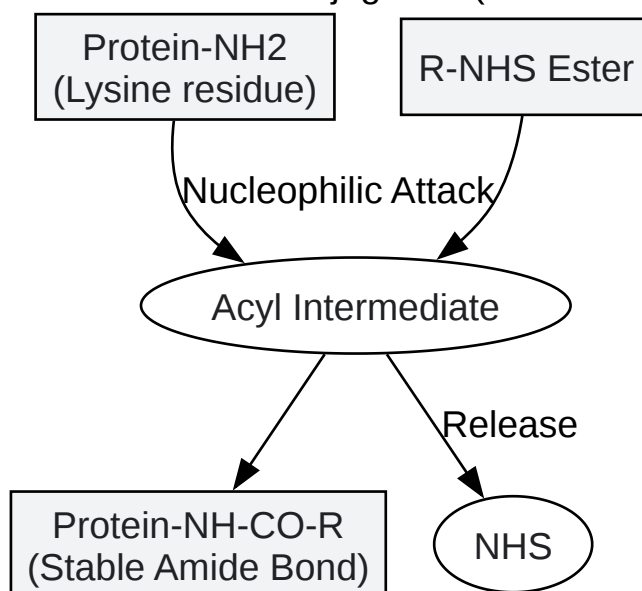 Protein-NH2
(Lysine residue)
R-NHS Ester
Nucleophilic Attack
Acyl Intermediate
Release
Protein-NH-CO-R
(Stable Amide Bond)
NHS